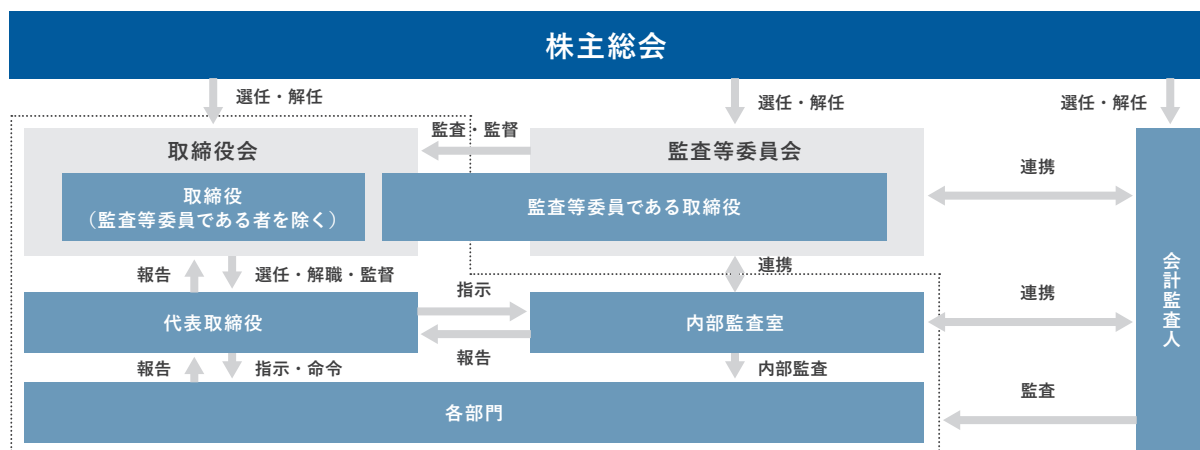 株主総会
選任・解任
選任・解任
選任・解任
監査・監督
取締役会
監査等委員会
取締役
（監査等委員である者を除く）
監査等委員である取締役
連携
報告
選任・解職・監督
連携
会計監査人
指示
連携
代表取締役
内部監査室
報告
報告
指示・命令
内部監査
監査
各部門